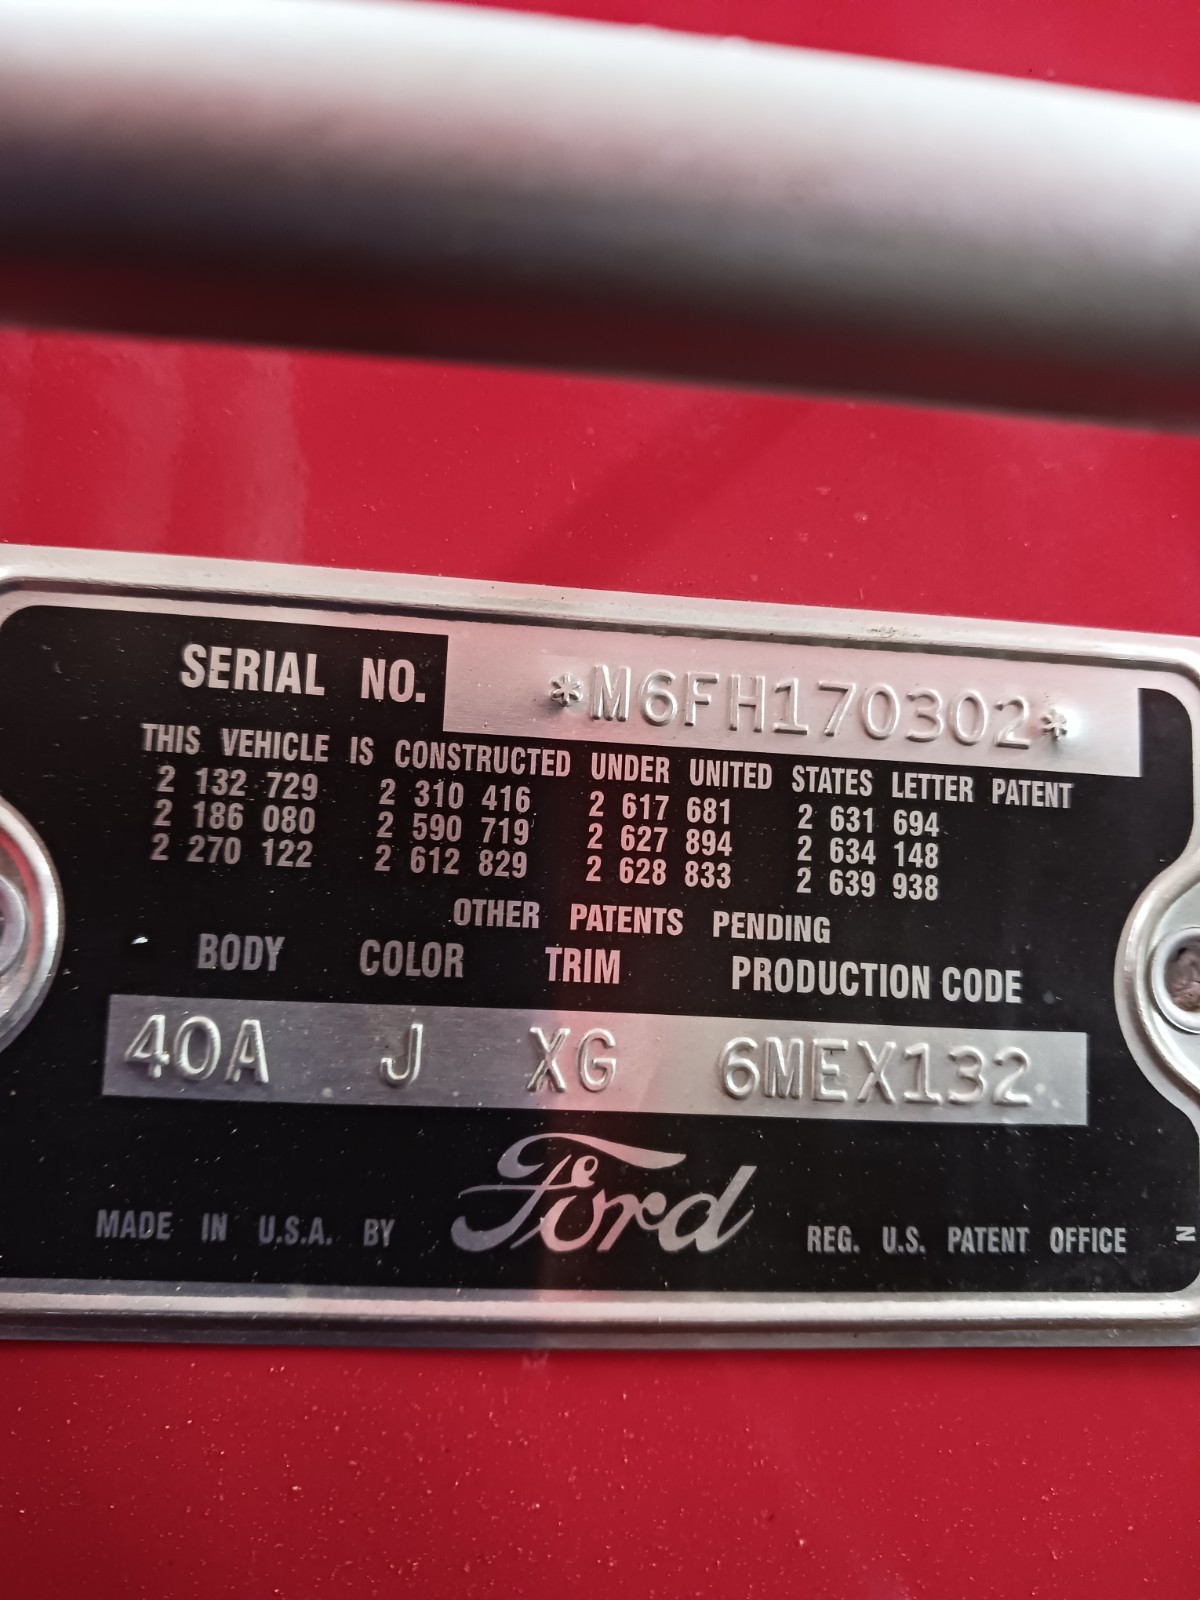 SERIAL NO. *M6FH170302*
THIS VEHICLE IS CONSTRUCTED UNDER UNITED STATES LETTER PATENT
2 132 729 2 310 416 2 617 681 2 631 694
2 186 080 2 590 719 2 627 894 2 634 148
2 270 122 2 612 829 2 628 833 2 639 938
OTHER PATENTS PENDING
BODY COLOR TRIM PRODUCTION CODE
40A J XG 6MEX132
MADE IN U.S.A. BY Ford REG. U.S. PATENT OFFICE
N